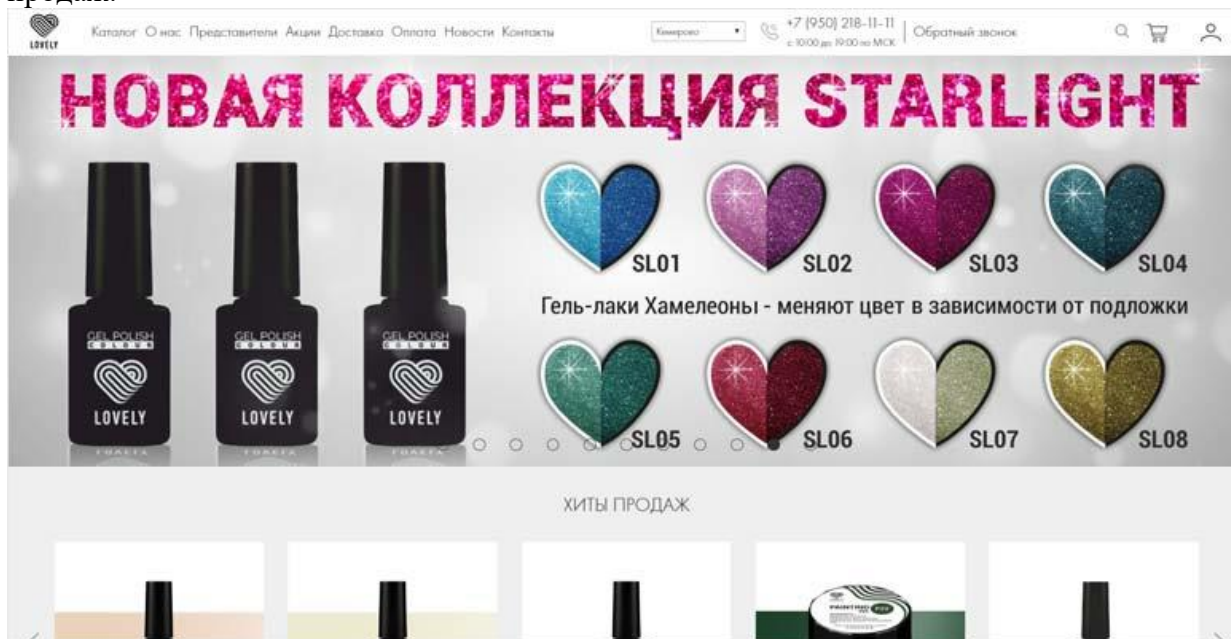 продаж.
LOVELY
Каталог О нас Представители Акции Доставка Оплата Новости Контакты
Кемерово
+7 (950) 218-11-11
с 10:00 до 19:00 по МСК
Обратный звонок
НОВАЯ КОЛЛЕКЦИЯ STARLIGHT
SL01 SL02 SL03 SL04
Гель-лаки Хамелеоны - меняют цвет в зависимости от подложки
GEL POLISH GEL POLISH GEL POLISH
COLOUR COLOUR COLOUR
LOVELY LOVELY LOVELY
SL05 SL06 SL07 SL08
ХИТЫ ПРОДАЖ
PAINTING